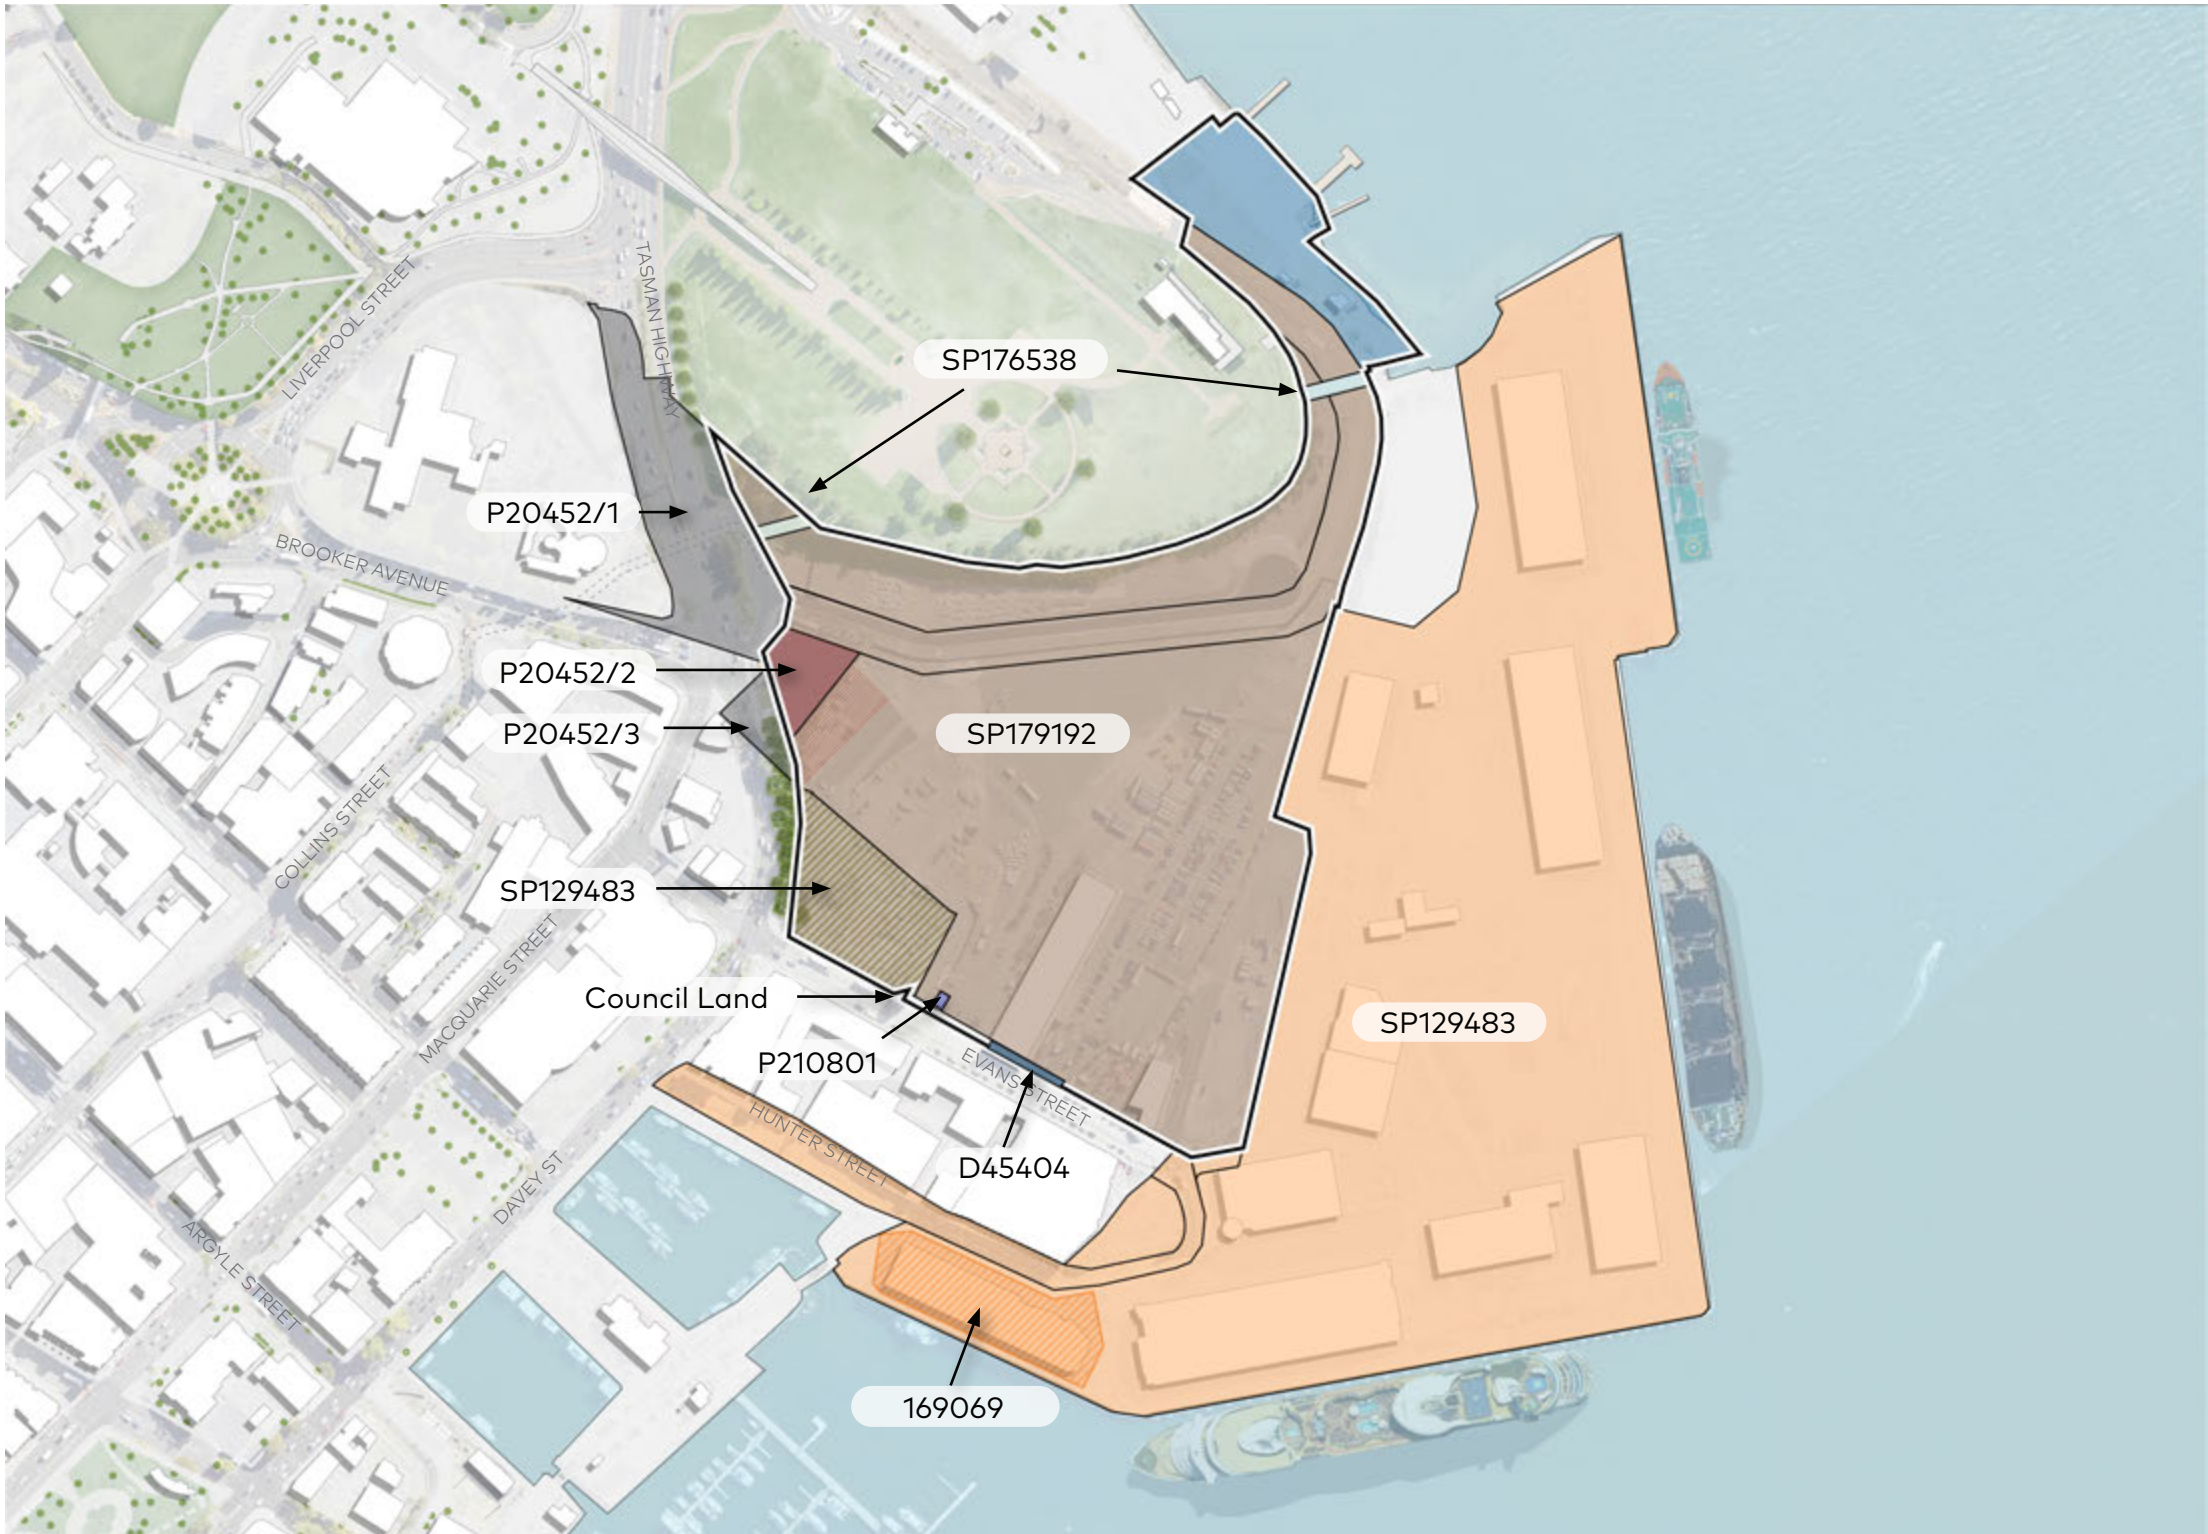 TASMAN HIGHWAY
LIVERPOOL STREET
SP176538
P20452/1
BROOKER AVENUE
P20452/2
P20452/3
SP179192
COLLINS STREET
SP129483
MACQUARIE STREET
Council Land
SP129483
P210801
EVANS STREET
HUNTER STREET
D45404
DAVEY ST
ARGYLE STREET
169069